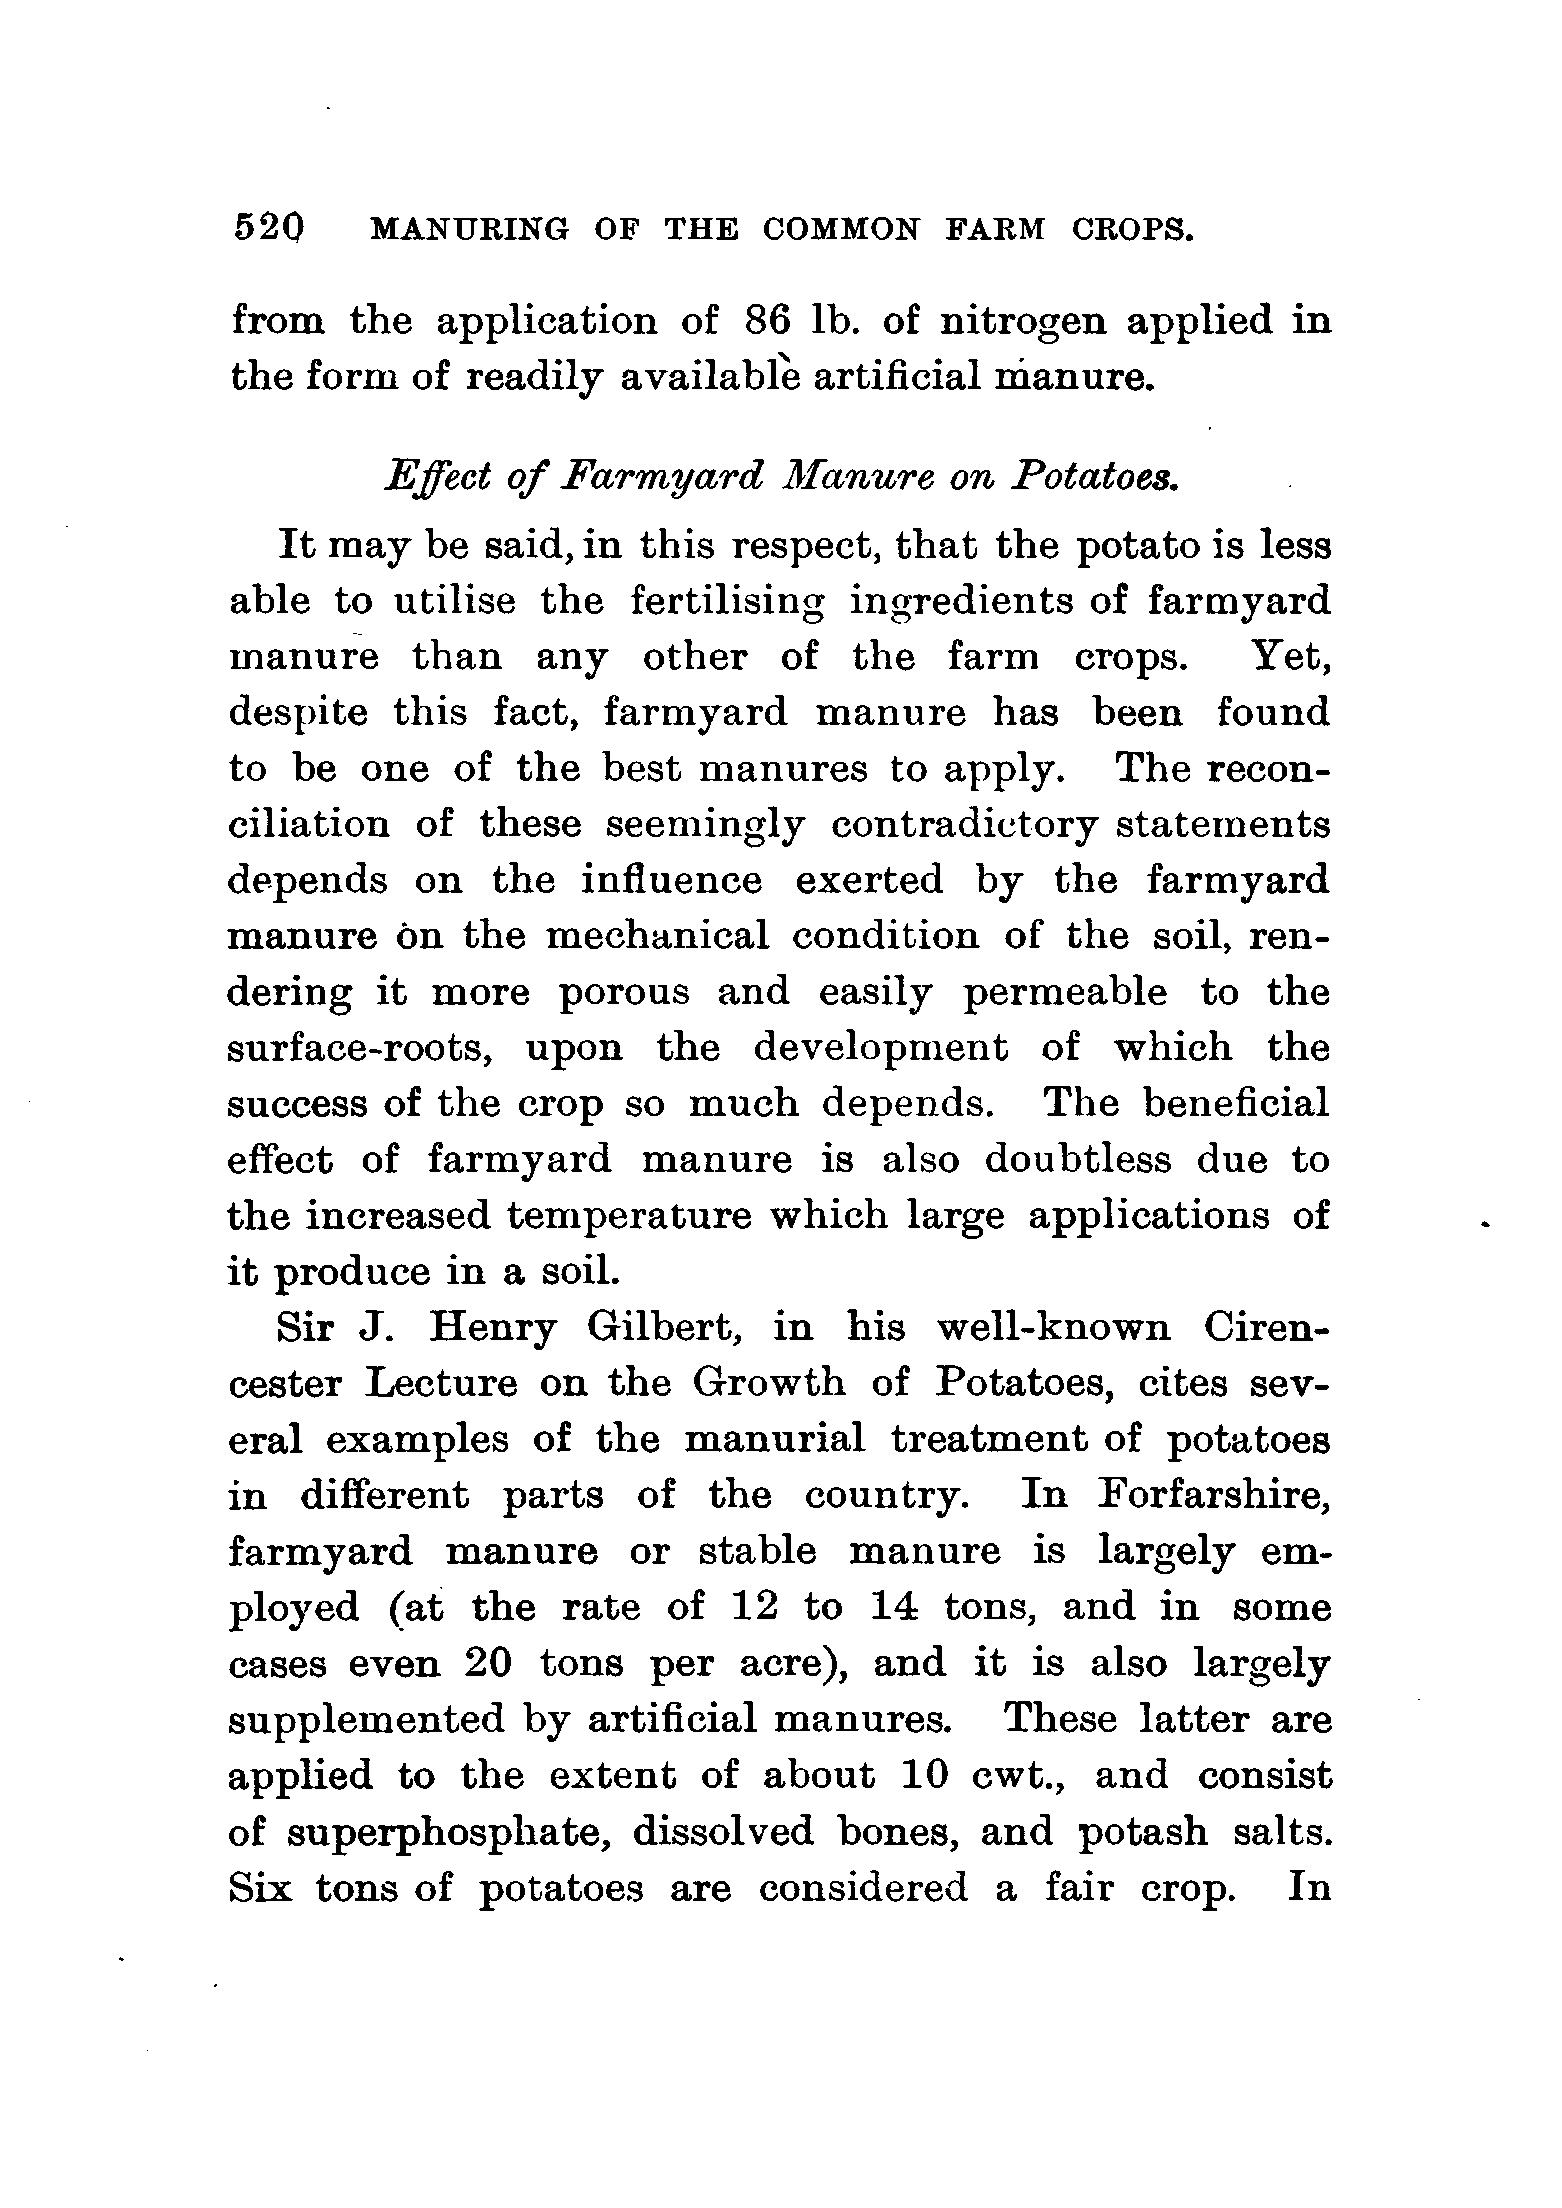 520 MANURING OF THE COMMON FARM CROPS.
from the application of 86 lb. of nitrogen applied in
the form of readily available artificial manure.
Effect of Farmyard Manure on Potatoes.
It may be said, in this respect, that the potato is less
able to utilise the fertilising ingredients of farmyard
manure than any other of the farm crops. Yet,
despite this fact, farmyard manure has been found
to be one of the best manures to apply. The recon-
ciliation of these seemingly contradictory statements
depends on the influence exerted by the farmyard
manure on the mechanical condition of the soil, ren-
dering it more porous and easily permeable to the
surface-roots, upon the development of which the
success of the crop so much depends. The beneficial
effect of farmyard manure is also doubtless due to
the increased temperature which large applications of
it produce in a soil.
Sir J. Henry Gilbert, in his well-known Ciren-
cester Lecture on the Growth of Potatoes, cites sev-
eral examples of the manurial treatment of potatoes
in different parts of the country. In Forfarshire,
farmyard manure or stable manure is largely em-
ployed (at the rate of 12 to 14 tons, and in some
cases even 20 tons per acre), and it is also largely
supplemented by artificial manures. These latter are
applied to the extent of about 10 cwt., and consist
of superphosphate, dissolved bones, and potash salts.
Six tons of potatoes are considered a fair crop. In